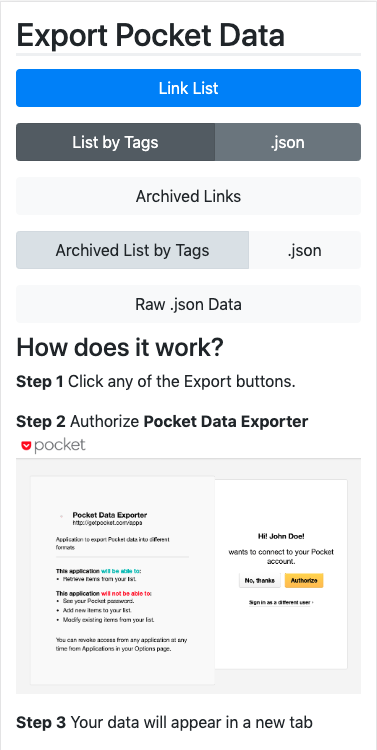 Export Pocket Data
Link List
List by Tags
.json
Archived Links
Archived List by Tags
.json
Raw .json Data
How does it work?
Step 1 Click any of the Export buttons.
Step 2 Authorize Pocket Data Exporter
pocket
Pocket Data Exporter
http://getpocket.com/apps
Application to export Pocket data into different
formats
This application will be able to:
• Retrieve items from your list.
This application will not be able to:
• See your Pocket password.
• Add new items to your list.
• Modify existing items from your list.
You can revoke access from any application at any
time from Applications in your Options page.
Hi! John Doe!
wants to connect to your Pocket
account.
No, thanks
Authorize
Sign in as a different user ›
Step 3 Your data will appear in a new tab